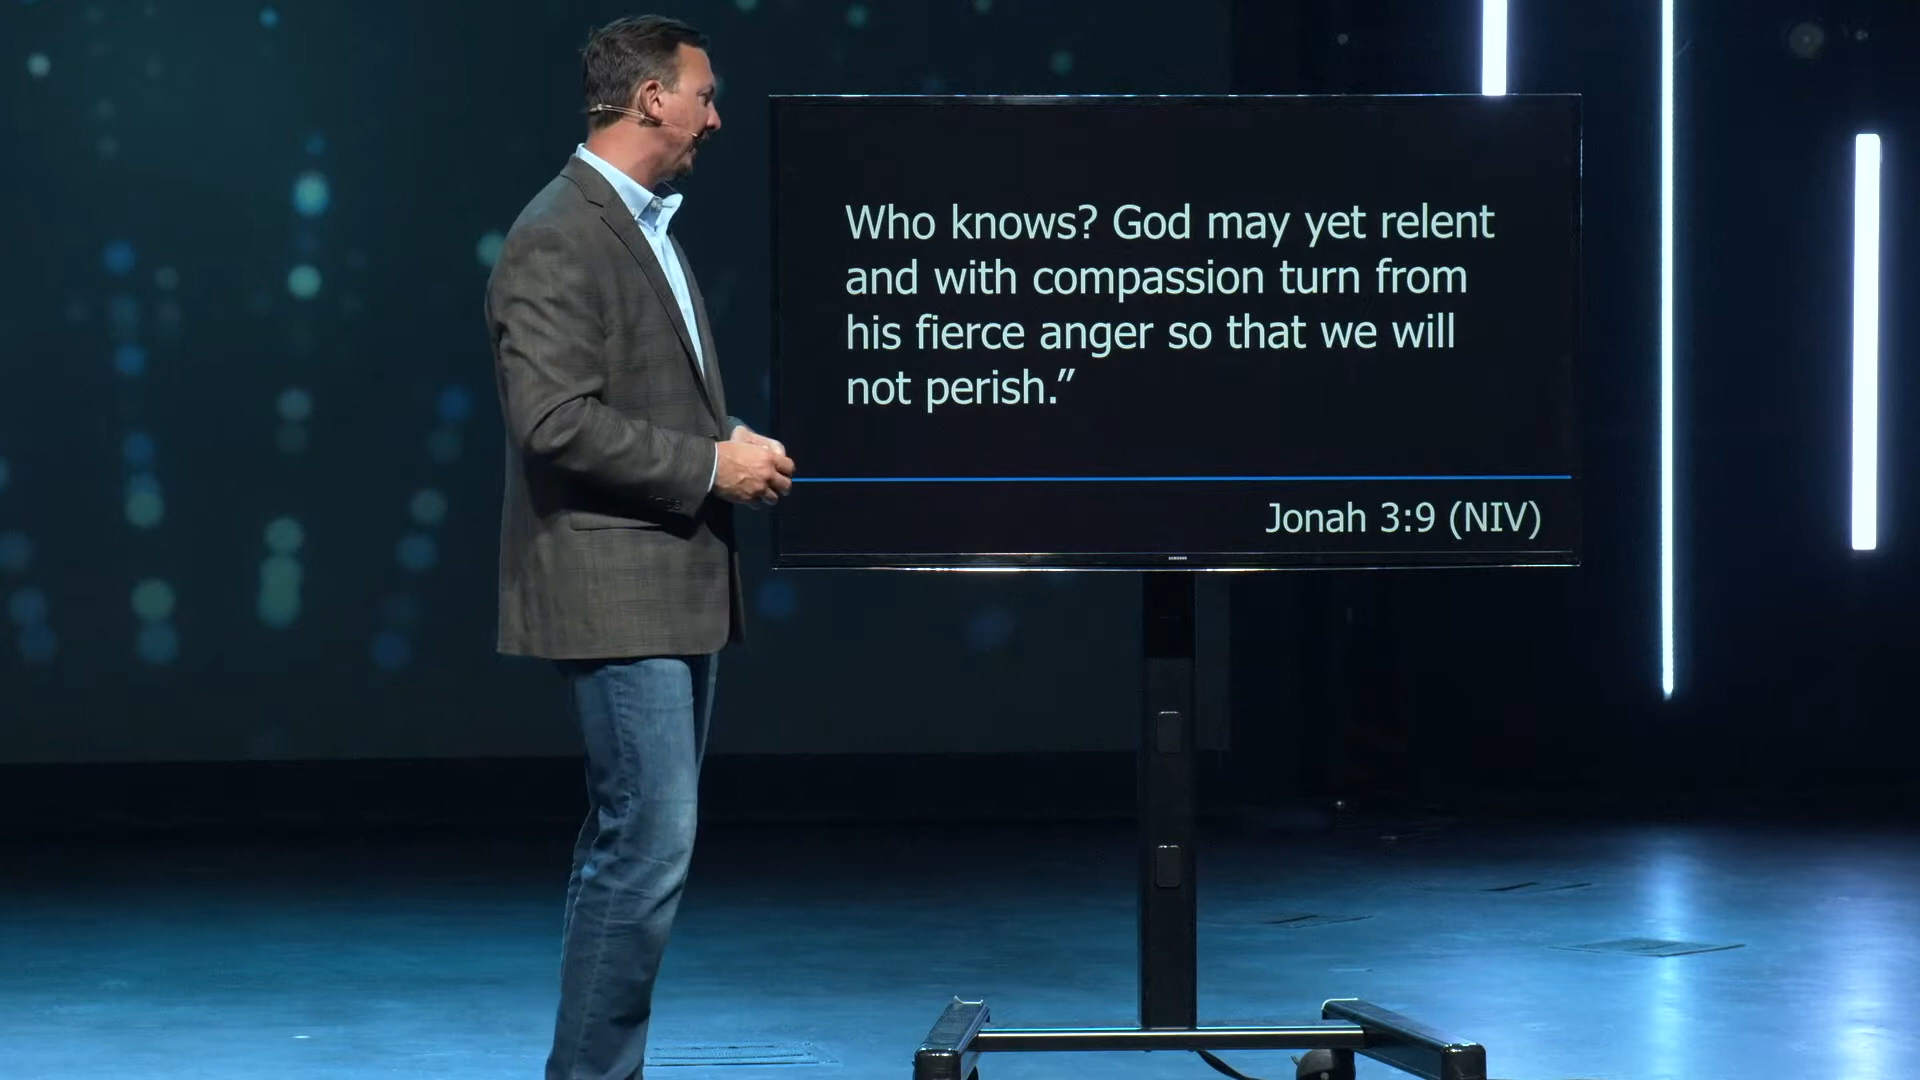 Who knows? God may yet relent
and with compassion turn from
his fierce anger so that we will
not perish.”
Jonah 3:9 (NIV)
SAMSUNG